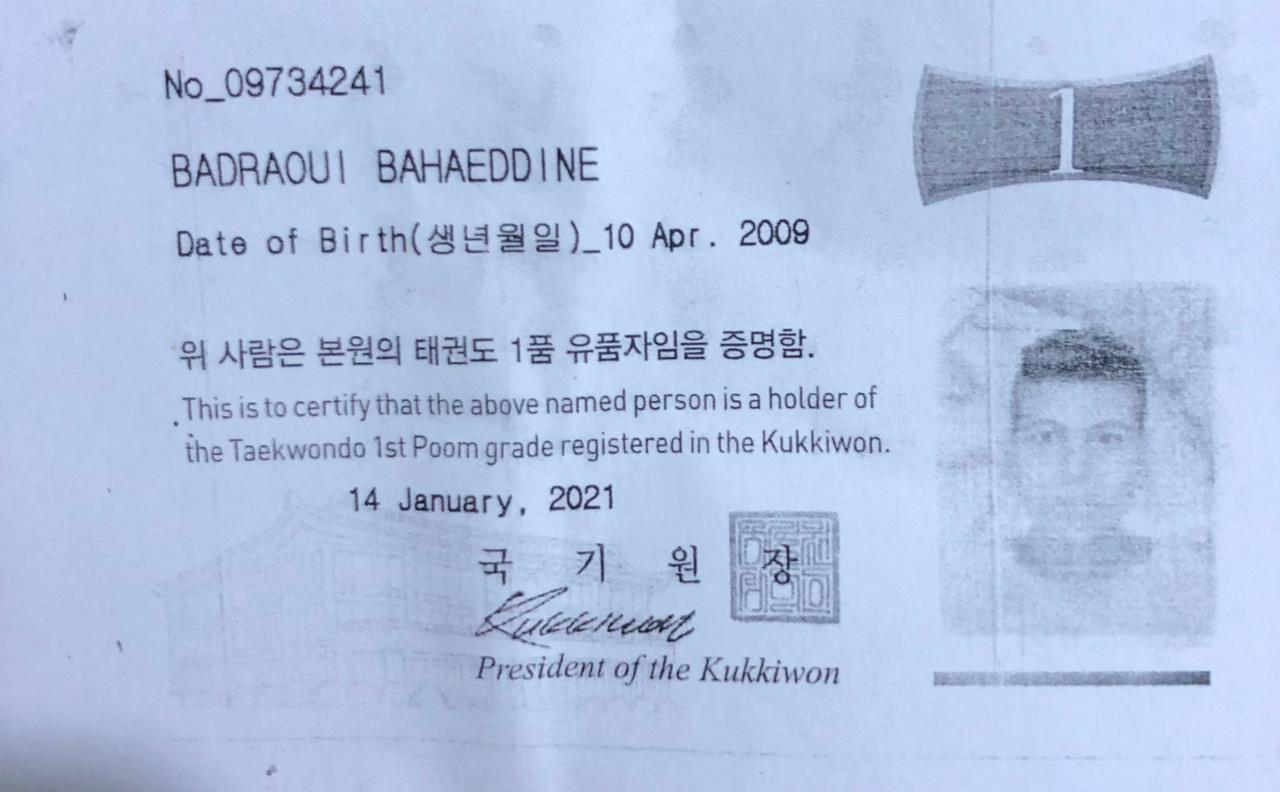 No_09734241
1
BADRAOUI BAHAEDDINE
Date of Birth(생년월일)_10 Apr. 2009
위 사람은 본원의 태권도 1품 유품자임을 증명함.
This is to certify that the above named person is a holder of
the Taekwondo 1st Poom grade registered in the Kukkiwon.
14 January, 2021
국 기 원 장
Kukkiwon
President of the Kukkiwon